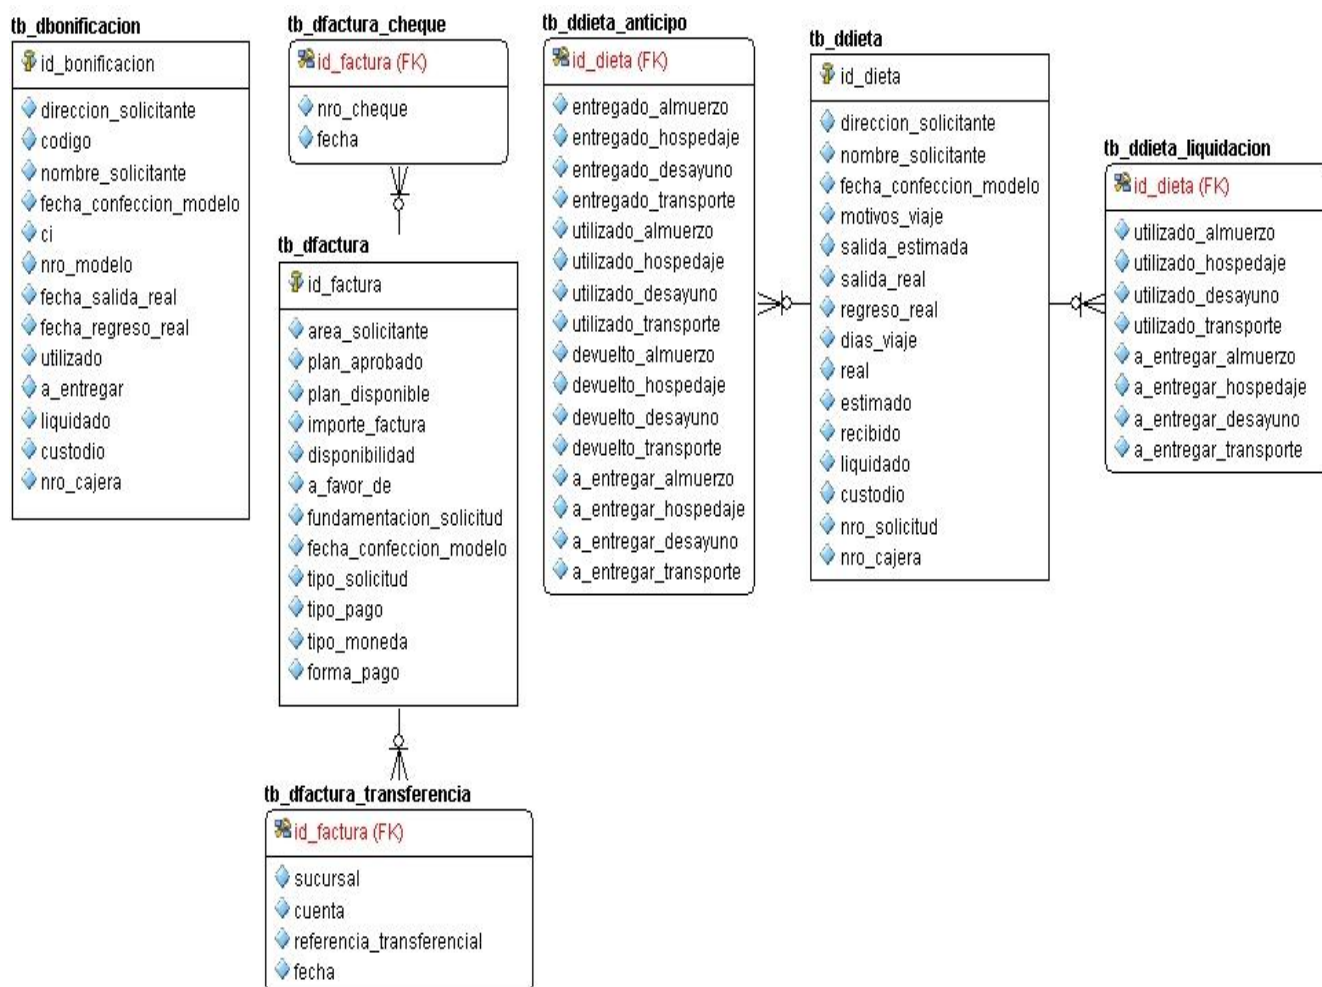 tb_dbonificacion
id_bonificacion
direccion_solicitante
codigo
nombre_solicitante
fecha_confeccion_modelo
ci
nro_modelo
fecha_salida_real
fecha_regreso_real
utilizado
a_entregar
liquidado
custodio
nro_cajera
tb_dfactura_cheque
id_factura (FK)
nro_cheque
fecha
tb_dfactura
id_factura
area_solicitante
plan_aprobado
plan_disponible
importe_factura
disponibilidad
a_favor_de
fundamentacion_solicitud
fecha_confeccion_modelo
tipo_solicitud
tipo_pago
tipo_moneda
forma_pago
tb_dfactura_transferencia
id_factura (FK)
sucursal
cuenta
referencia_transferencial
fecha
tb_ddieta_anticipo
id_dieta (FK)
entregado_almuerzo
entregado_hospedaje
entregado_desayuno
entregado_transporte
utilizado_almuerzo
utilizado_hospedaje
utilizado_desayuno
utilizado_transporte
devuelto_almuerzo
devuelto_hospedaje
devuelto_desayuno
devuelto_transporte
a_entregar_almuerzo
a_entregar_hospedaje
a_entregar_desayuno
a_entregar_transporte
tb_ddieta
id_dieta
direccion_solicitante
nombre_solicitante
fecha_confeccion_modelo
motivos_viaje
salida_estimada
salida_real
regreso_real
dias_viaje
real
estimado
recibido
liquidado
custodio
nro_solicitud
nro_cajera
tb_ddieta_liquidacion
id_dieta (FK)
utilizado_almuerzo
utilizado_hospedaje
utilizado_desayuno
utilizado_transporte
a_entregar_almuerzo
a_entregar_hospedaje
a_entregar_desayuno
a_entregar_transporte